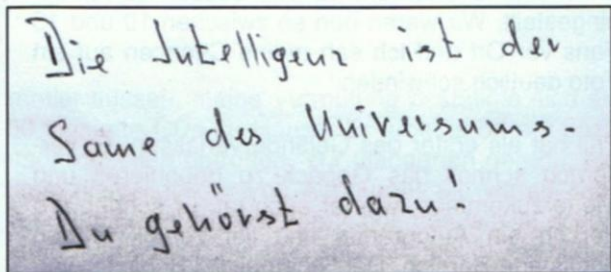 Die Intelligenz ist der
Same des Universums.
Du gehörst dazu!